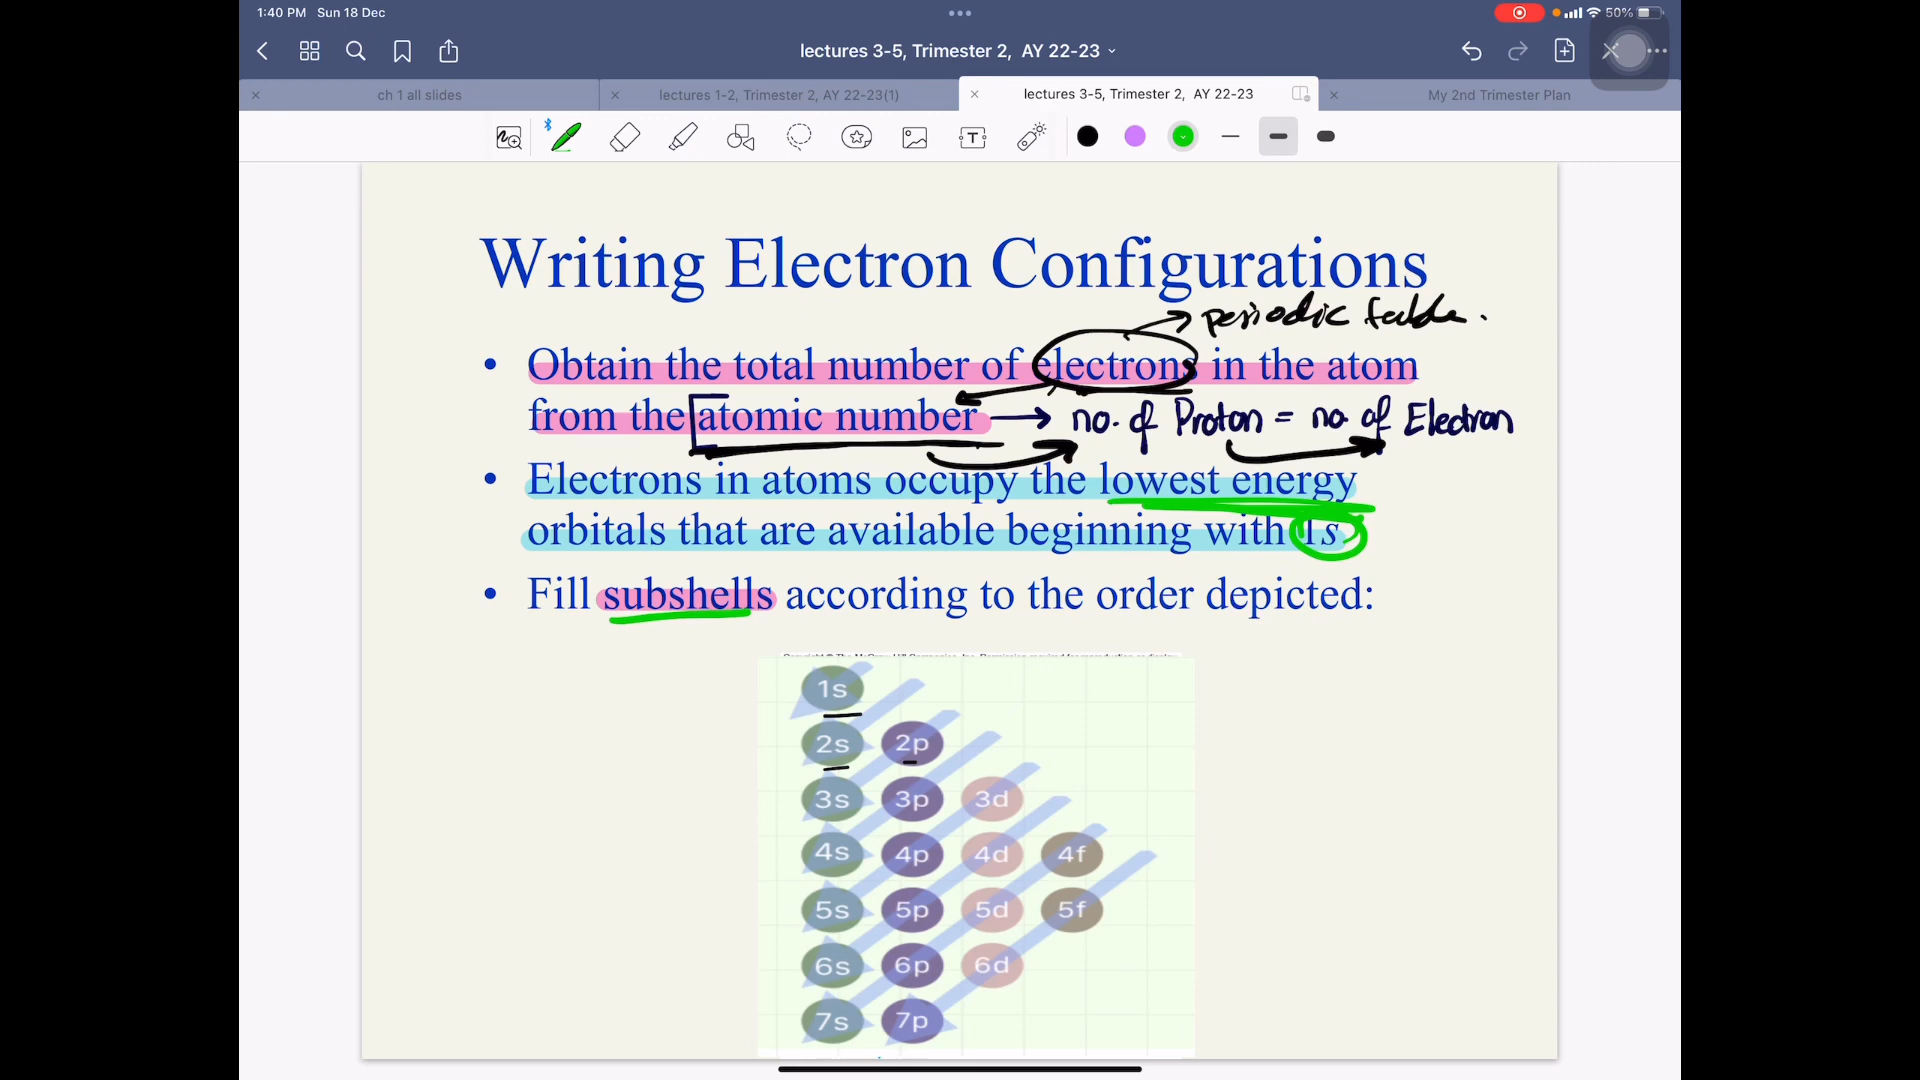 1:40 PM Sun 18 Dec
50%
lectures 3-5, Trimester 2, AY 22-23
ch 1 all slides
lectures 1-2, Trimester 2, AY 22-23(1)
lectures 3-5, Trimester 2, AY 22-23
My 2nd Trimester Plan
Writing Electron Configurations
periodic table.
• Obtain the total number of electrons in the atom
from the atomic number → no. of Proton = no. of Electron
• Electrons in atoms occupy the lowest energy
orbitals that are available beginning with 1s
• Fill subshells according to the order depicted:
1s
2s 2p
3s 3p 3d
4s 4p 4d 4f
5s 5p 5d 5f
6s 6p 6d
7s 7p